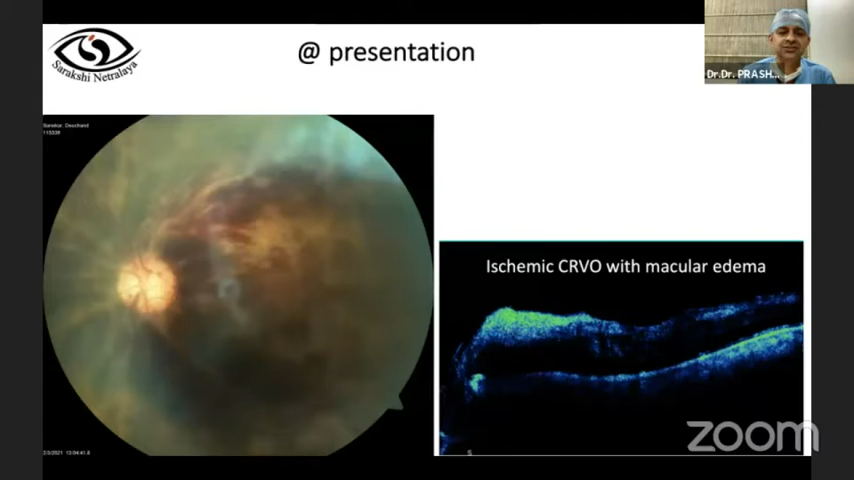 @ presentation
Sarakshi Netralaya
Dr.Dr. PRASH...
Ischemic CRVO with macular edema
zoom